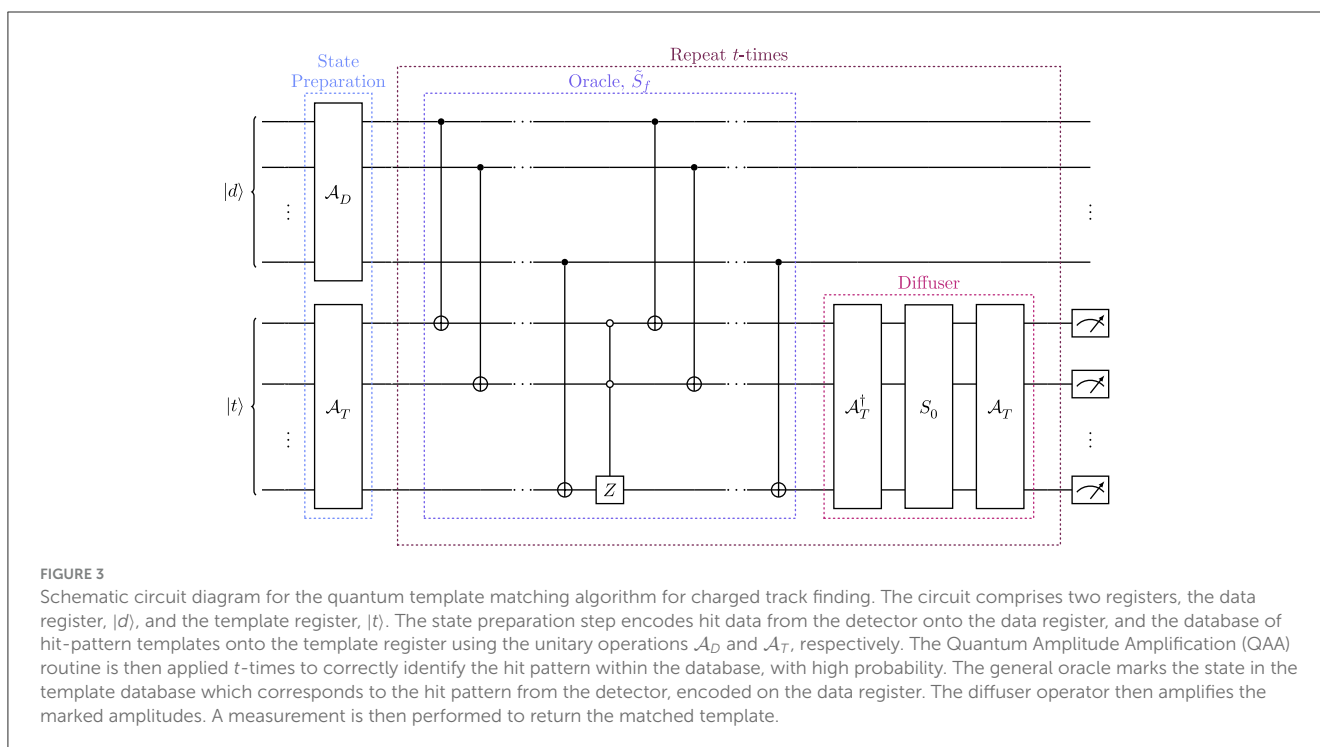 Repeat t-times
State
Preparation
Oracle, S̃_f
|d⟩
⋮
𝒜_D
⋮
Diffuser
|t⟩
⋮
𝒜_T
Z
𝒜_T^†
S_0
𝒜_T
⋮
FIGURE 3
Schematic circuit diagram for the quantum template matching algorithm for charged track finding. The circuit comprises two registers, the data
register, |d⟩, and the template register, |t⟩. The state preparation step encodes hit data from the detector onto the data register, and the database of
hit-pattern templates onto the template register using the unitary operations 𝒜_D and 𝒜_T, respectively. The Quantum Amplitude Amplification (QAA)
routine is then applied t-times to correctly identify the hit pattern within the database, with high probability. The general oracle marks the state in the
template database which corresponds to the hit pattern from the detector, encoded on the data register. The diffuser operator then amplifies the
marked amplitudes. A measurement is then performed to return the matched template.